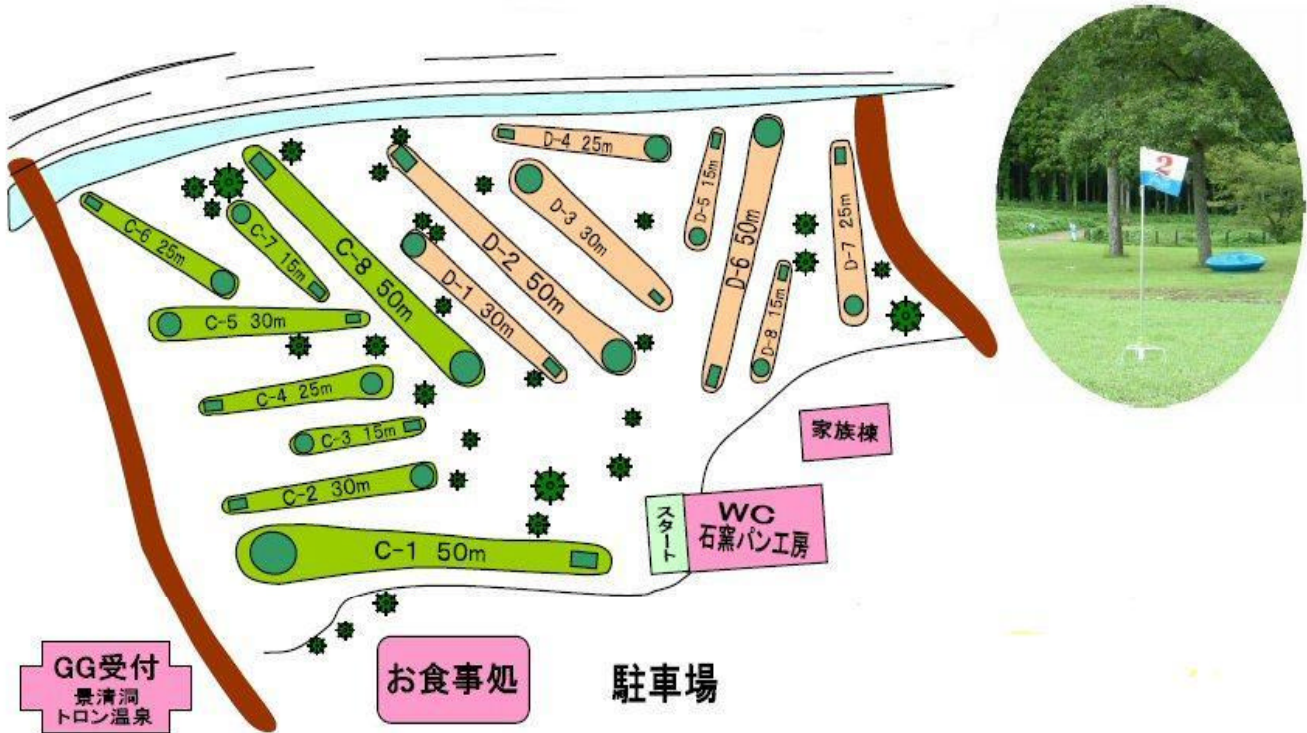 D-4 25m
D-5 15m
D-6 50m
D-7 25m
D-3 30m
D-2 50m
D-1 30m
D-8 15m
C-6 25m
C-7 15m
C-8 50m
C-5 30m
C-4 25m
C-3 15m
C-2 30m
C-1 50m
2
家族棟
スタート
WC
石窯パン工房
GG受付
景清洞
トロン温泉
お食事処
駐車場